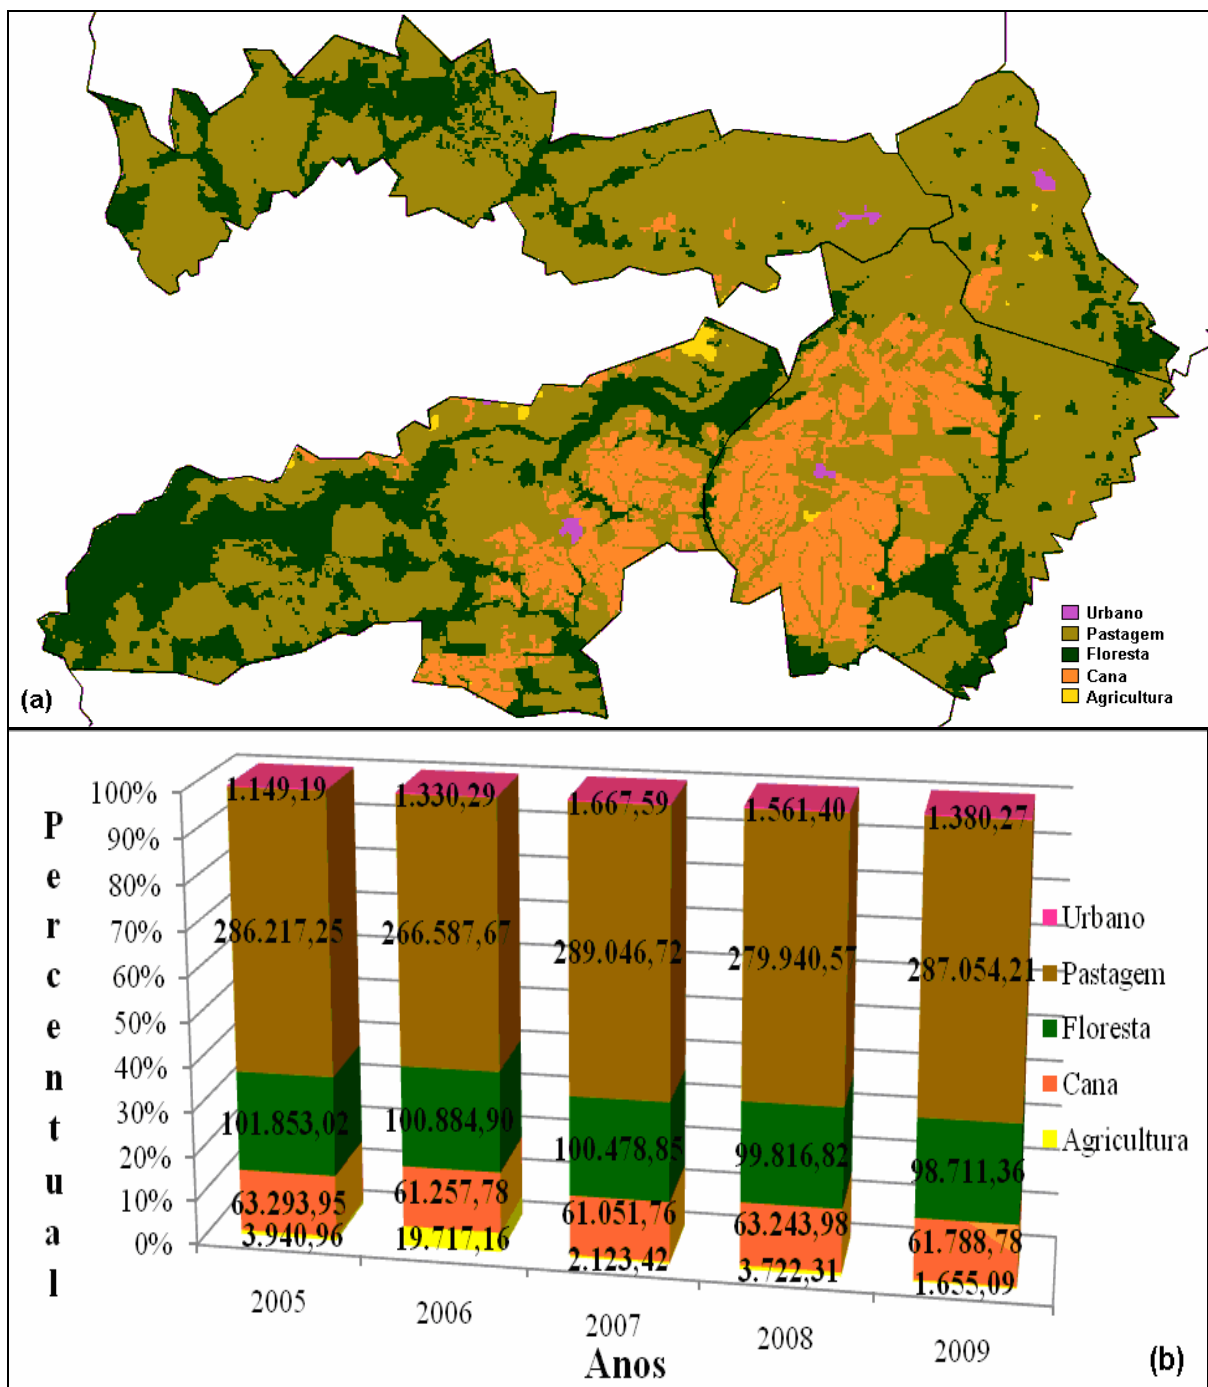 Urbano
Pastagem
Floresta
Cana
Agricultura
(a)
Percentual
100%
90%
80%
70%
60%
50%
40%
30%
20%
10%
0%
1.149,19
1.330,29
1.667,59
1.561,40
1.380,27
286.217,25
266.587,67
289.046,72
279.940,57
287.054,21
101.853,02
100.884,90
100.478,85
99.816,82
98.711,36
63.293,95
61.257,78
61.051,76
63.243,98
61.788,78
3.940,96
19.717,16
2.123,42
3.722,31
1.655,09
Urbano
Pastagem
Floresta
Cana
Agricultura
2005
2006
2007
2008
2009
Anos
(b)